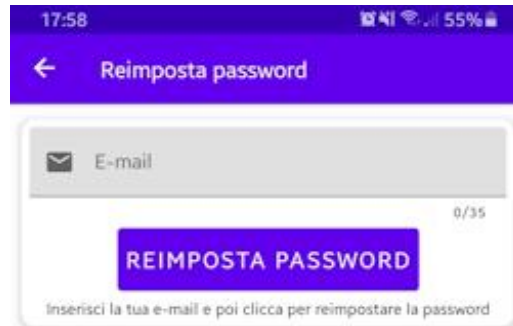 17:58 55%
Reimposta password
E-mail
0/35
REIMPOSTA PASSWORD
Inserisci la tua e-mail e poi clicca per reimpostare la password